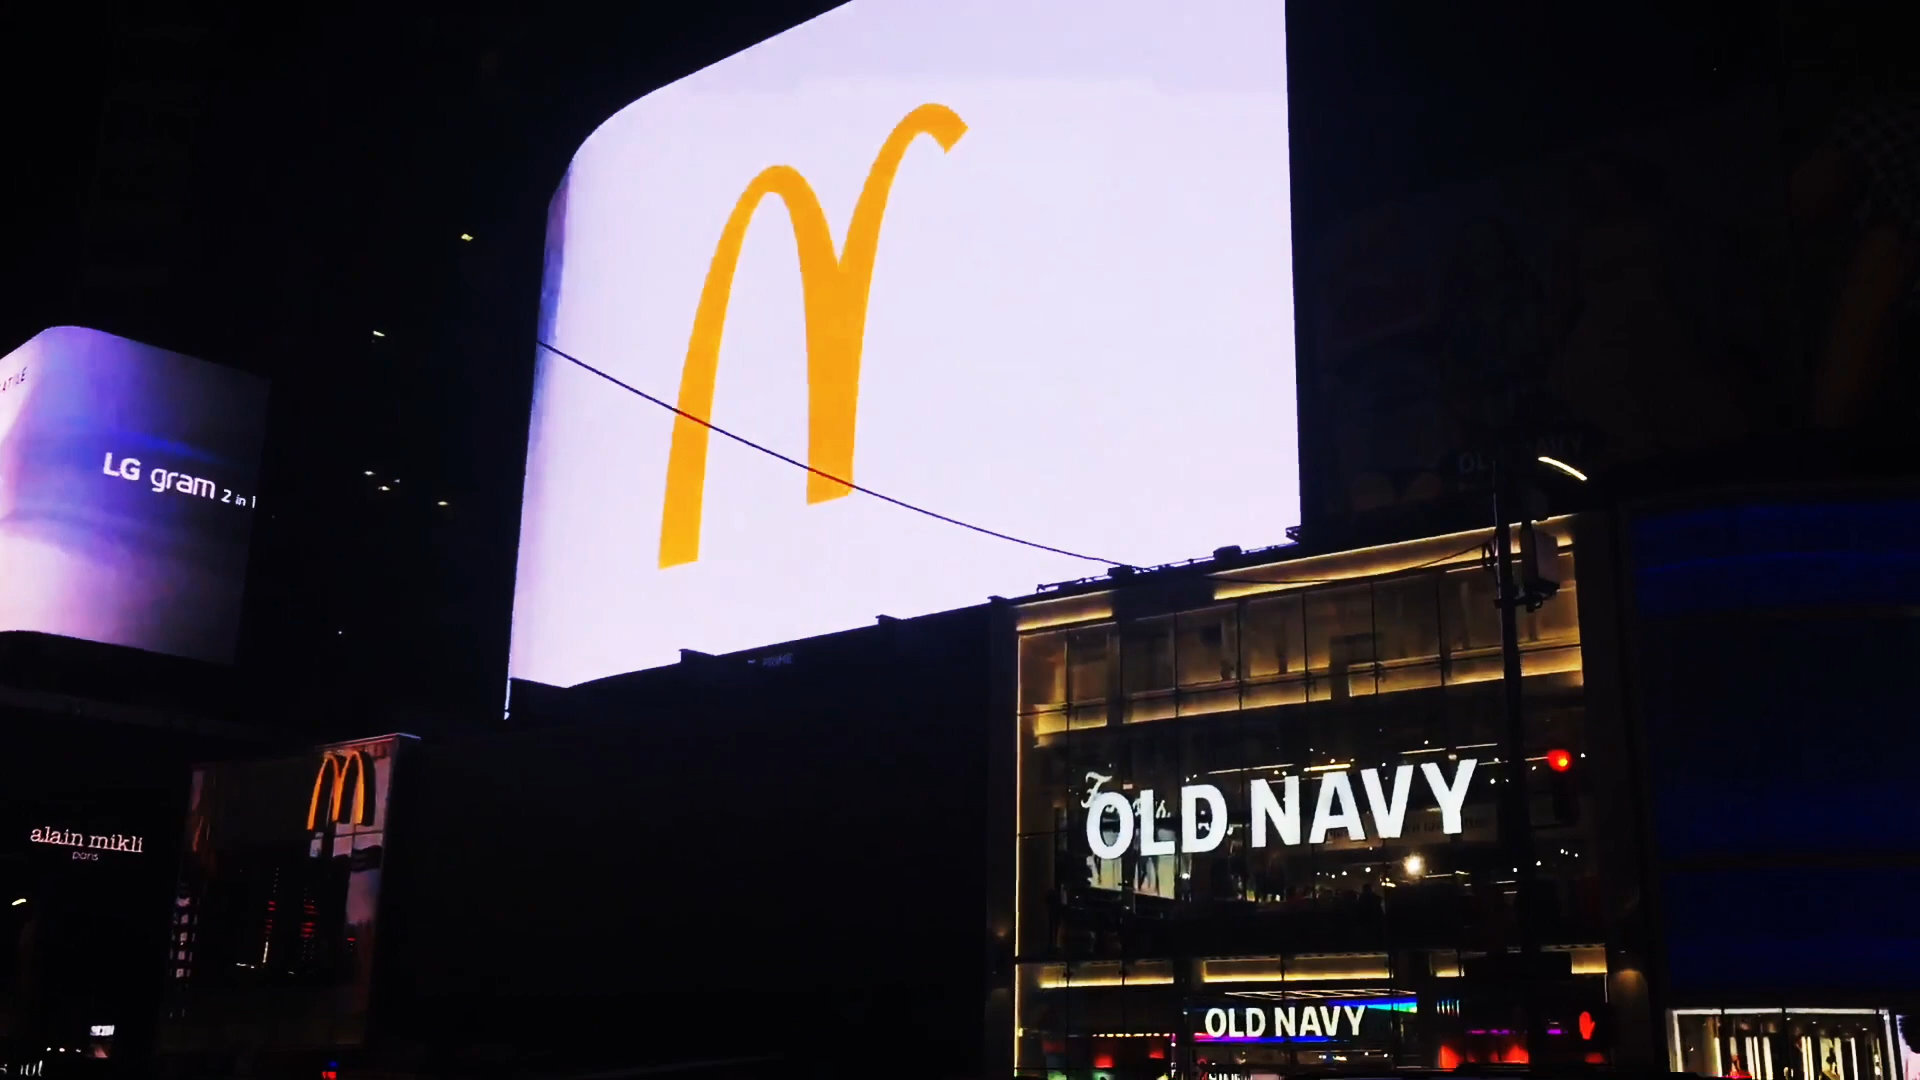 LG gram 2 in 1
alain mikli
paris
OLD NAVY
OLD NAVY